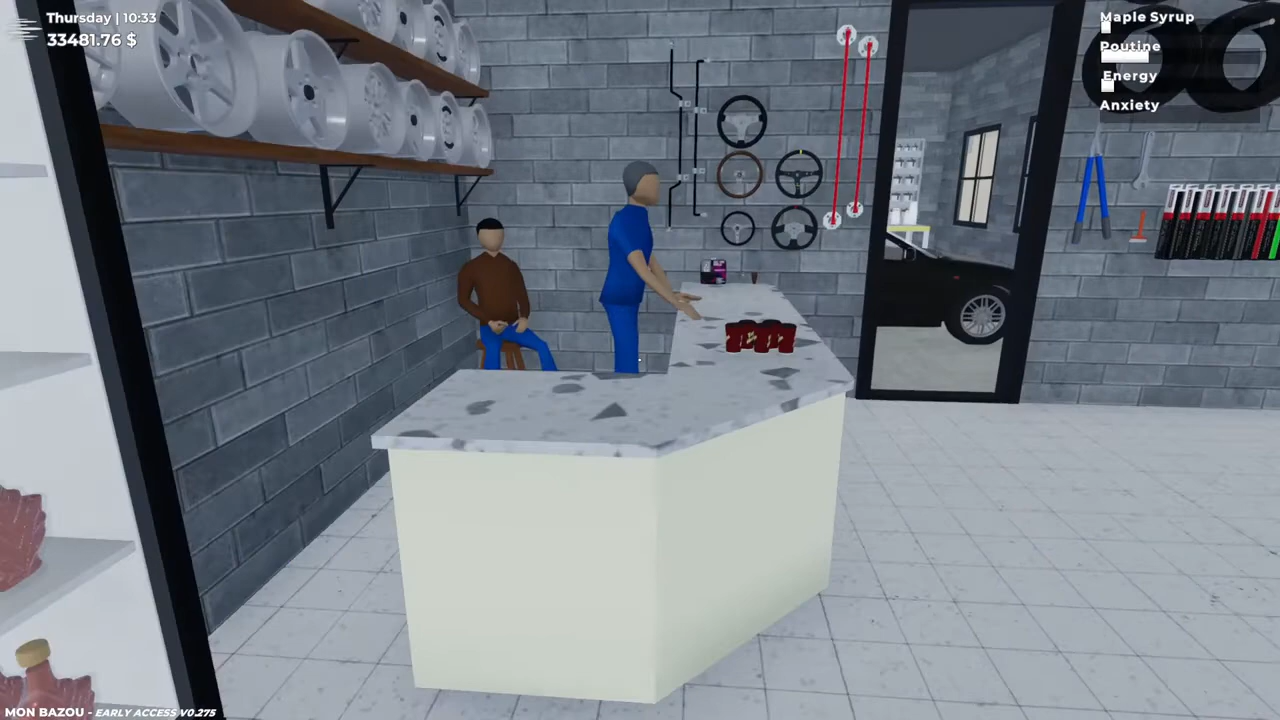 Thursday | 10:33
33481.76 $
Maple Syrup
Poutine
Energy
Anxiety
MON BAZOU - EARLY ACCESS V0.275